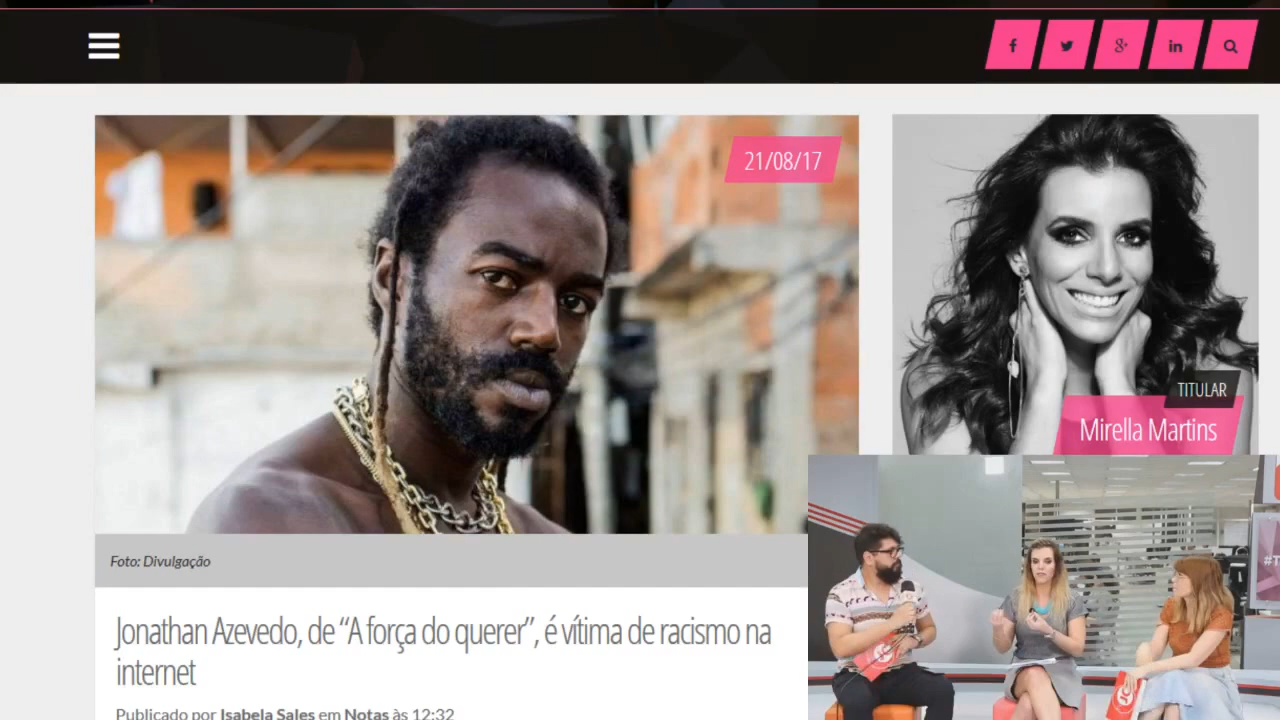 21/08/17
TITULAR
Mirella Martins
Foto: Divulgação
Jonathan Azevedo, de “A força do querer”, é vítima de racismo na
internet
Publicado por Isabela Sales em Notas às 12:32